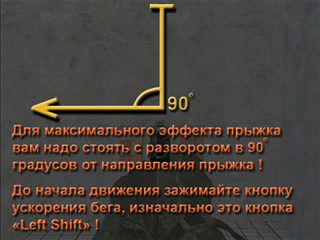 90°
Для максимального эффекта прыжка
вам надо стоять с разворотом в 90°
градусов от направления прыжка !
До начала движения зажимайте кнопку
ускорения бега, изначально это кнопка
«Left Shift» !